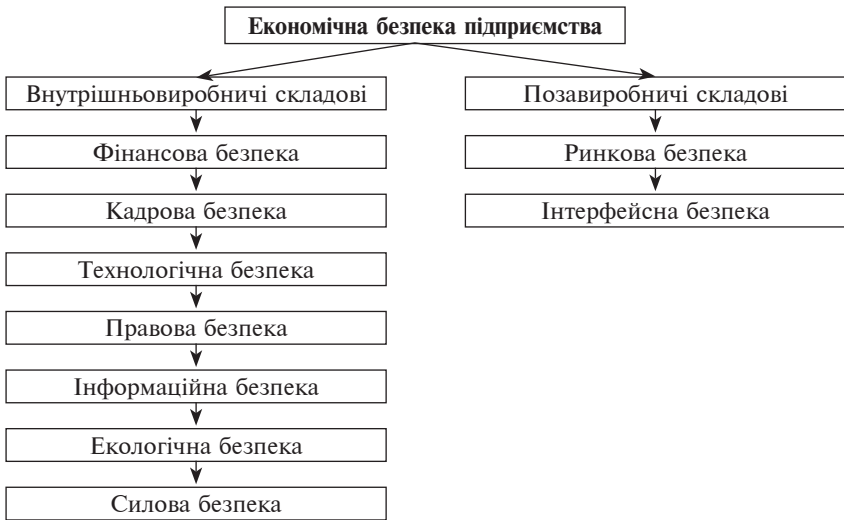 Економічна безпека підприємства
Внутрішньовиробничі складові
Фінансова безпека
Кадрова безпека
Технологічна безпека
Правова безпека
Інформаційна безпека
Екологічна безпека
Силова безпека
Позавиробничі складові
Ринкова безпека
Інтерфейсна безпека